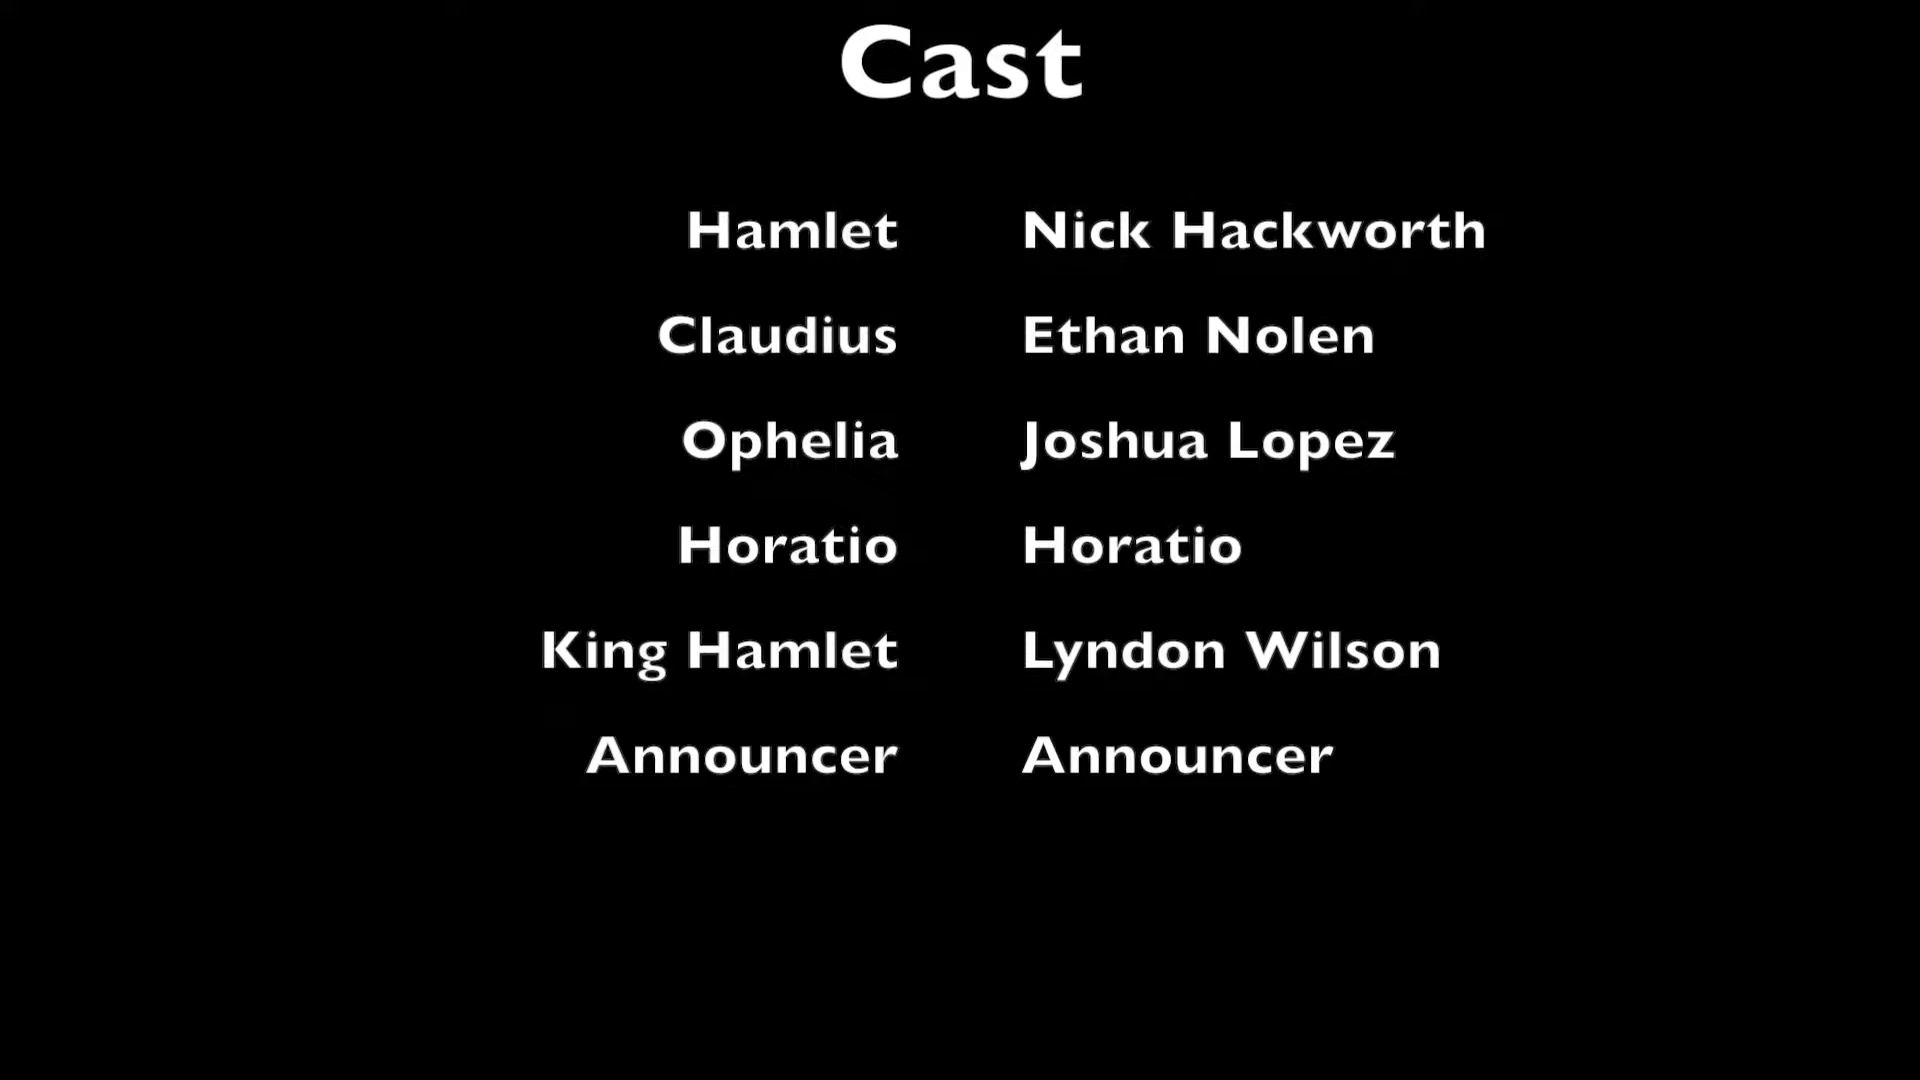 Cast
Hamlet Nick Hackworth
Claudius Ethan Nolen
Ophelia Joshua Lopez
Horatio Horatio
King Hamlet Lyndon Wilson
Announcer Announcer